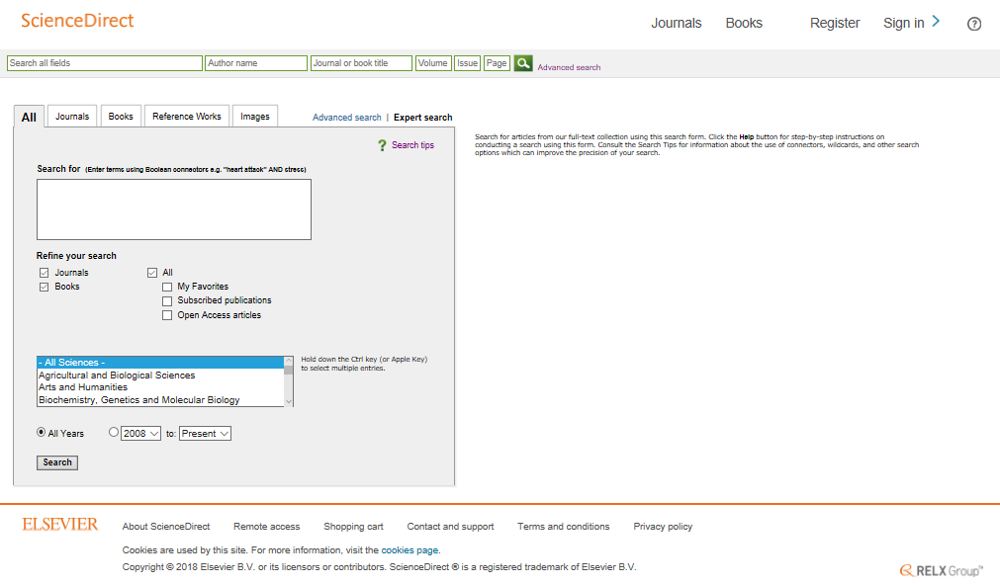 ScienceDirect
Journals Books Register Sign in
Search all fields Author name Journal or book title Volume Issue Page Advanced search
All Journals Books Reference Works Images Advanced search | Expert search
? Search tips
Search for (Enter terms using Boolean connectors e.g. "heart attack" AND stress)
Refine your search
Journals All
Books My Favorites
Subscribed publications
Open Access articles
- All Sciences -
Agricultural and Biological Sciences
Arts and Humanities
Biochemistry, Genetics and Molecular Biology
Hold down the Ctrl key (or Apple Key)
to select multiple entries.
All Years 2008 to: Present
Search
Search for articles from our full-text collection using this search form. Click the Help button for step-by-step instructions on
conducting a search using this form. Consult the Search Tips for information about the use of connectors, wildcards, and other search
options which can improve the precision of your search.
ELSEVIER About ScienceDirect Remote access Shopping cart Contact and support Terms and conditions Privacy policy
Cookies are used by this site. For more information, visit the cookies page.
Copyright © 2018 Elsevier B.V. or its licensors or contributors. ScienceDirect ® is a registered trademark of Elsevier B.V.
RELX Group™